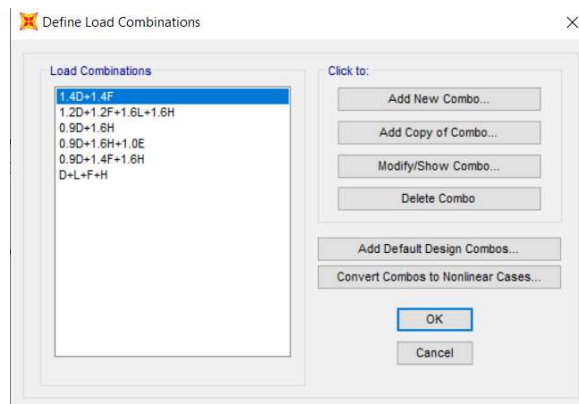 Define Load Combinations
Load Combinations
1.4D+1.4F
1.2D+1.2F+1.6L+1.6H
0.9D+1.6H
0.9D+1.6H+1.0E
0.9D+1.4F+1.6H
D+L+F+H
Click to:
Add New Combo...
Add Copy of Combo...
Modify/Show Combo...
Delete Combo
Add Default Design Combos...
Convert Combos to Nonlinear Cases...
OK
Cancel